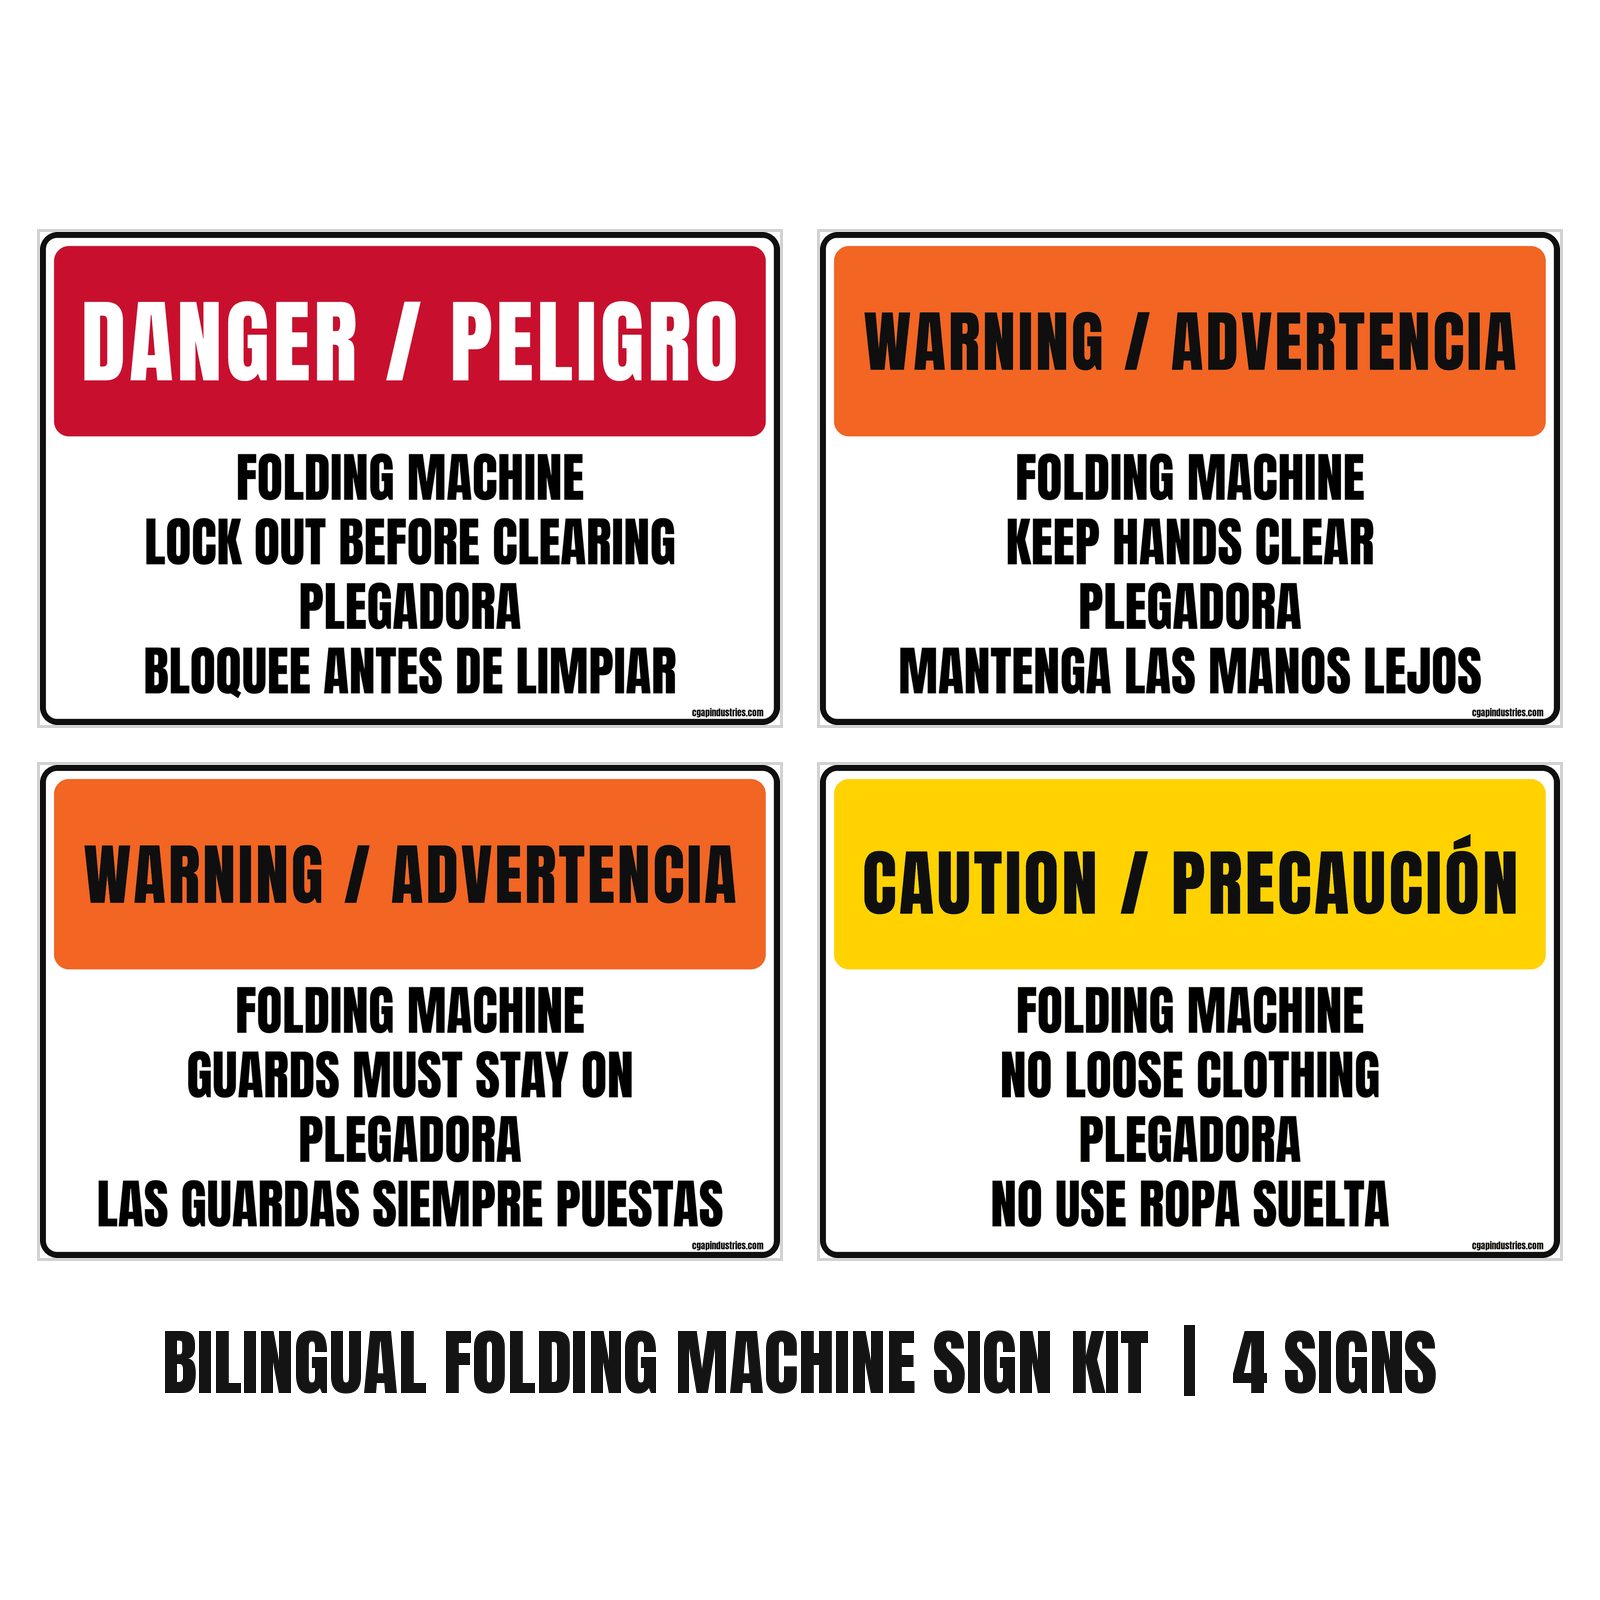 DANGER / PELIGRO
FOLDING MACHINE
LOCK OUT BEFORE CLEARING
PLEGADORA
BLOQUEE ANTES DE LIMPIAR
cgapindustries.com
WARNING / ADVERTENCIA
FOLDING MACHINE
KEEP HANDS CLEAR
PLEGADORA
MANTENGA LAS MANOS LEJOS
cgapindustries.com
WARNING / ADVERTENCIA
FOLDING MACHINE
GUARDS MUST STAY ON
PLEGADORA
LAS GUARDAS SIEMPRE PUESTAS
cgapindustries.com
CAUTION / PRECAUCIÓN
FOLDING MACHINE
NO LOOSE CLOTHING
PLEGADORA
NO USE ROPA SUELTA
cgapindustries.com
BILINGUAL FOLDING MACHINE SIGN KIT | 4 SIGNS